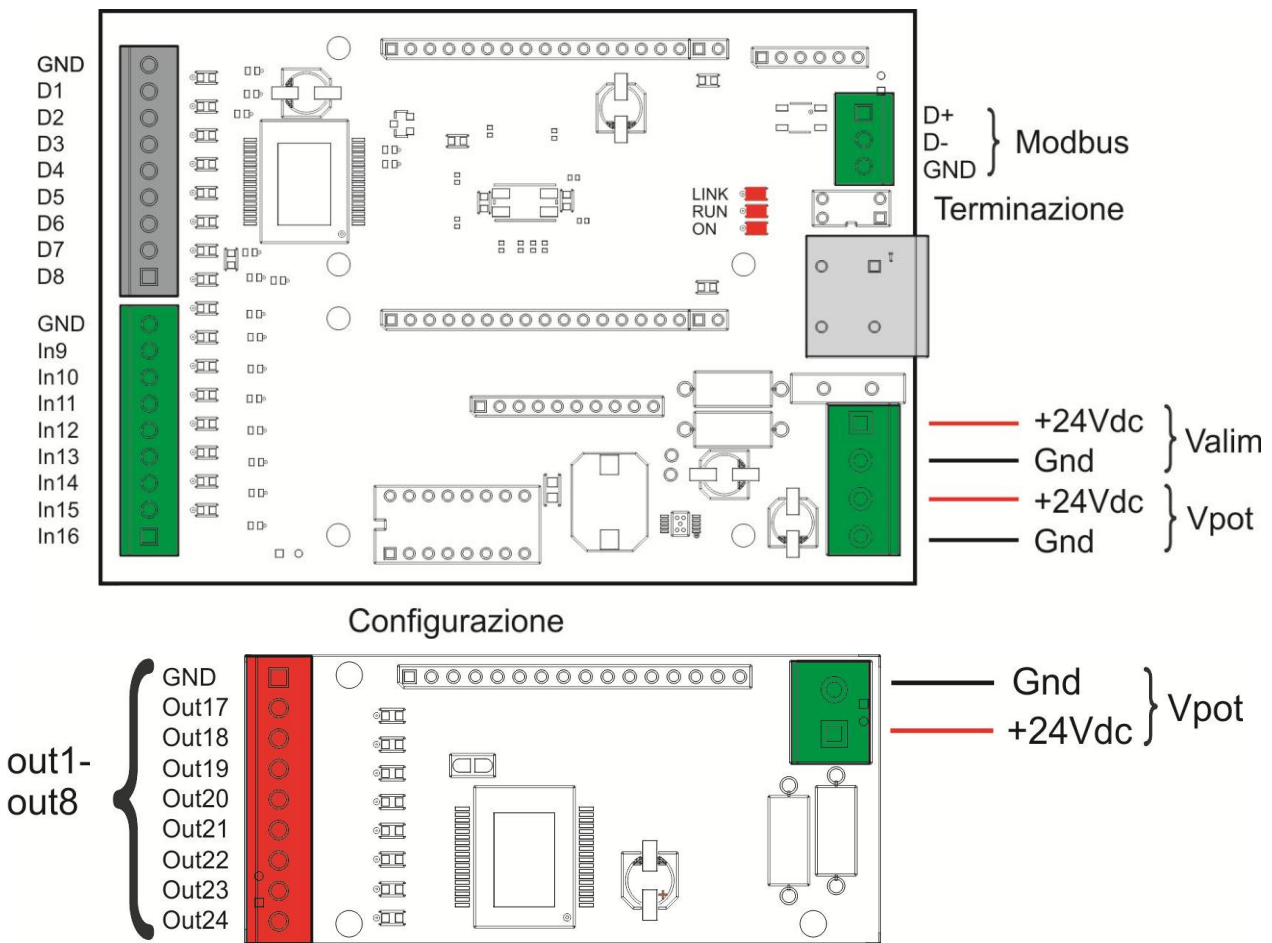 GND
D1
D2
D3
D4
D5
D6
D7
D8
GND
In9
In10
In11
In12
In13
In14
In15
In16
LINK
RUN
ON
D+
D-
GND
Modbus
Terminazione
+24Vdc
Gnd
Valim
+24Vdc
Gnd
Vpot
Configurazione
out1-
out8
GND
Out17
Out18
Out19
Out20
Out21
Out22
Out23
Out24
Gnd
+24Vdc
Vpot